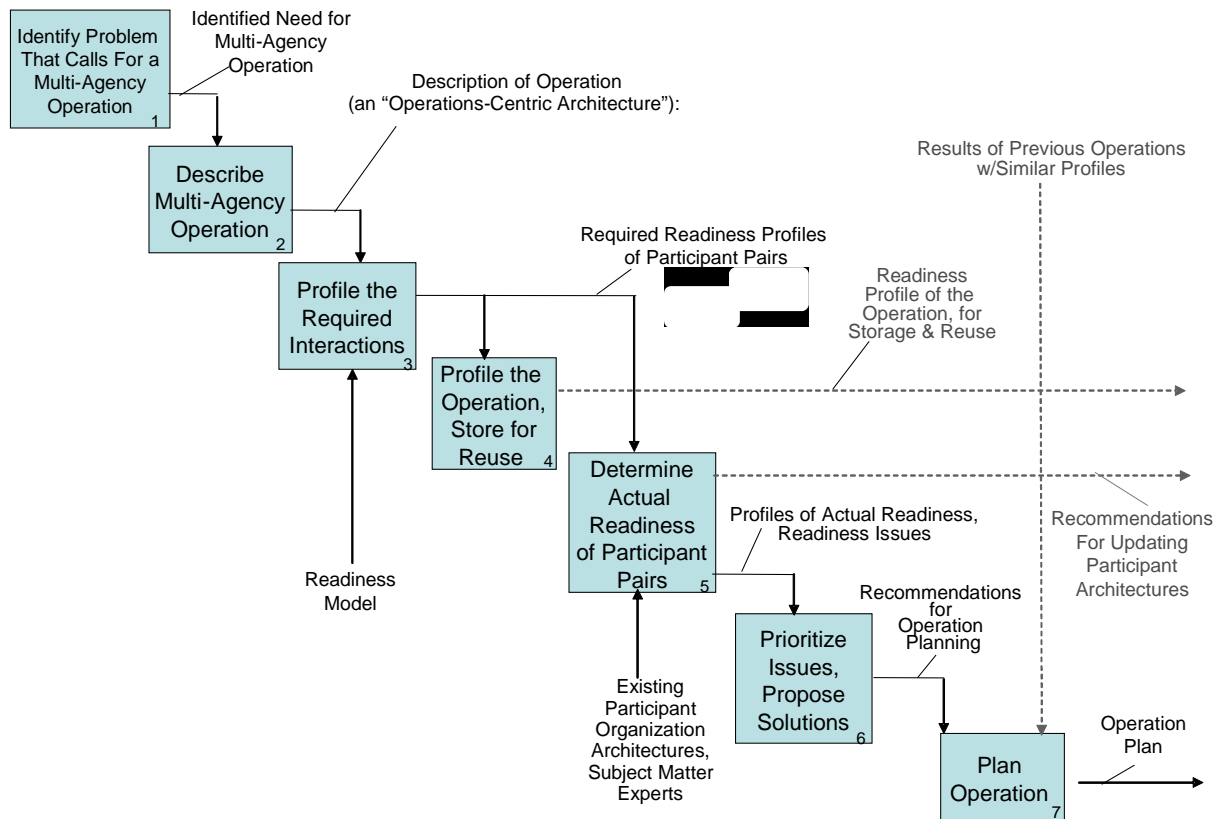 Identify Problem
That Calls For a
Multi-Agency
Operation
1
Identified Need for
Multi-Agency
Operation
Description of Operation
(an “Operations-Centric Architecture”):
Describe
Multi-Agency
Operation
2
Results of Previous Operations
w/Similar Profiles
Required Readiness Profiles
of Participant Pairs
Profile the
Required
Interactions
3
Readiness
Profile of the
Operation, for
Storage & Reuse
Profile the
Operation,
Store for
Reuse
4
Determine
Actual
Readiness
of Participant
Pairs
5
Profiles of Actual Readiness,
Readiness Issues
Recommendations
For Updating
Participant
Architectures
Readiness
Model
Recommendations
for
Operation
Planning
Prioritize
Issues,
Propose
Solutions
6
Existing
Participant
Organization
Architectures,
Subject Matter
Experts
Operation
Plan
Plan
Operation
7